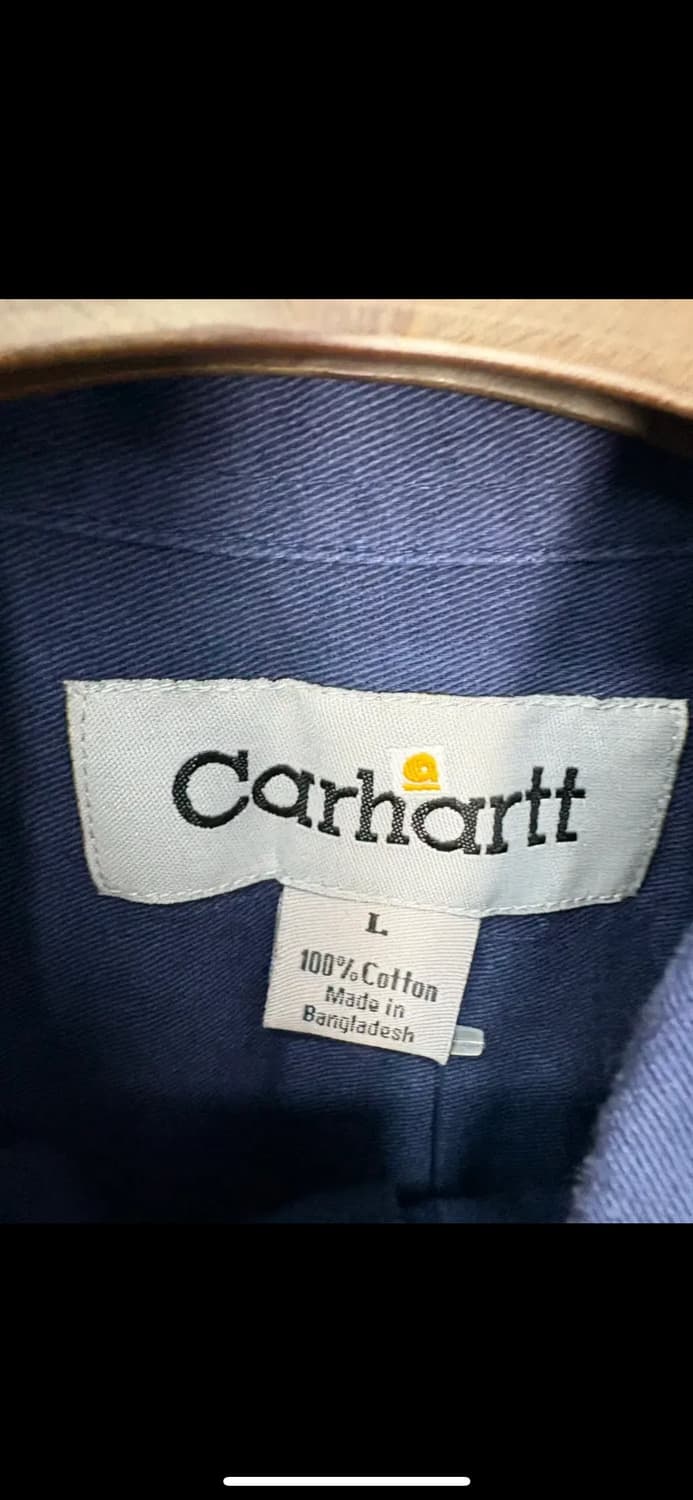 Carhartt
L
100% Cotton
Made in
Bangladesh